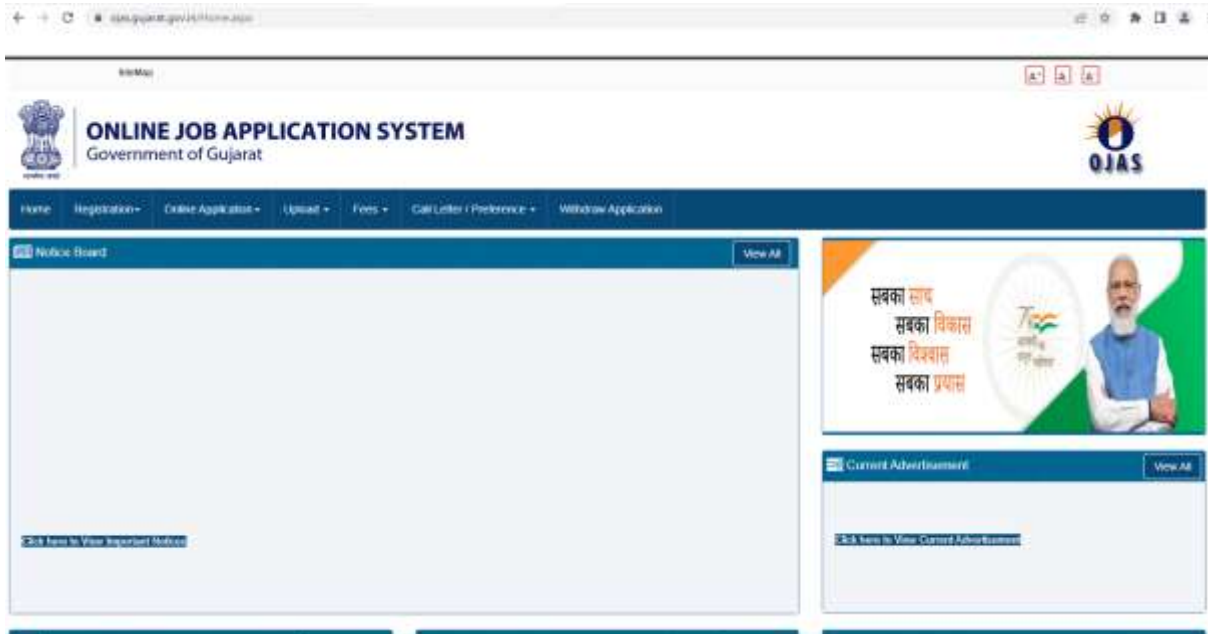 SiteMap
A+ A A
ONLINE JOB APPLICATION SYSTEM
Government of Gujarat
OJAS
Home Registration Online Application Upload Fees Call Letter / Preference Withdraw Application
Notice Board View All
सबका साथ
सबका विकास
सबका विश्वास
सबका प्रयास
Current Advertisement View All
Click here to View Important Notices
Click here to View Current Advertisement